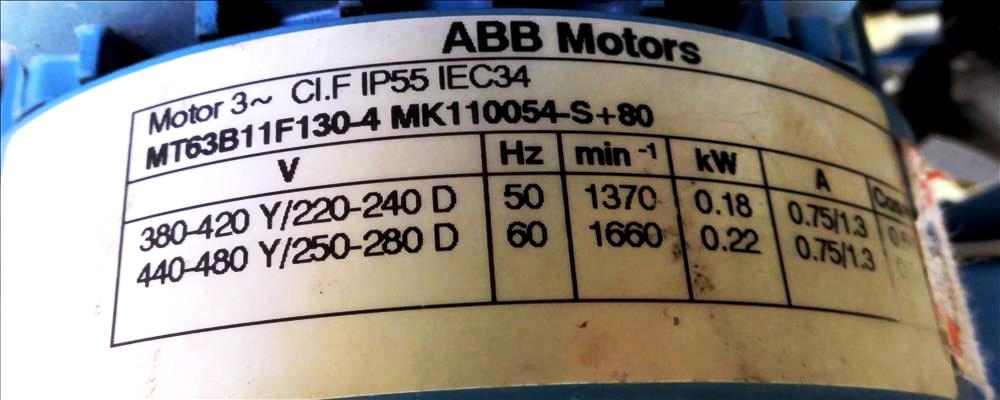 ABB Motors
Motor 3~ Cl.F IP55 IEC34
MT63B11F130-4 MK110054-S+80
V Hz min -1 kW A
380-420 Y/220-240 D 50 1370 0.18 0.75/1.3
440-480 Y/250-280 D 60 1660 0.22 0.75/1.3